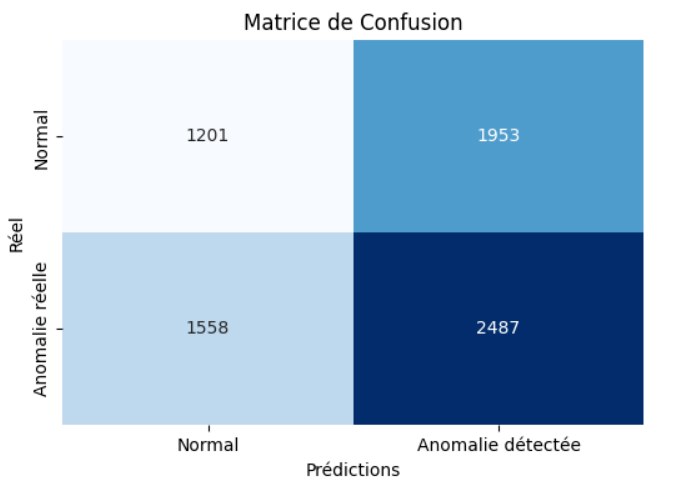 Matrice de Confusion
Normal
1201
1953
Réel
Anomalie réelle
1558
2487
Normal
Anomalie détectée
Prédictions